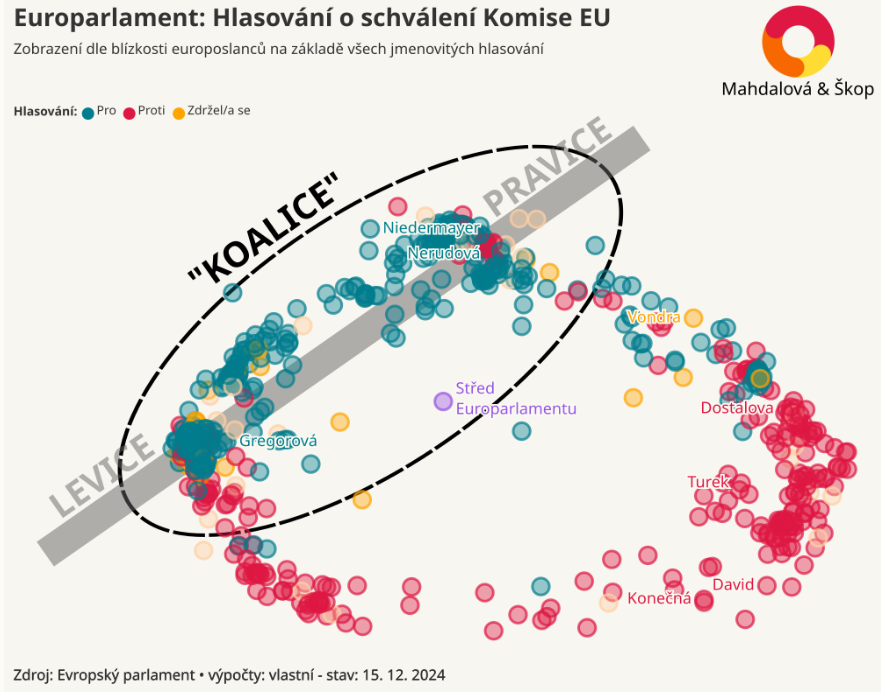 Europarlament: Hlasování o schválení Komise EU
Zobrazení dle blízkosti europoslanců na základě všech jmenovitých hlasování
Mahdalová & Škop
Hlasování: Pro Proti Zdržel/a se
"KOALICE"
PRAVICE
Niedermayer
Nerudová
Vondra
Střed
Europarlamentu
Dostalova
Gregorová
LEVICE
Turek
David
Konečná
Zdroj: Evropský parlament • výpočty: vlastní - stav: 15. 12. 2024